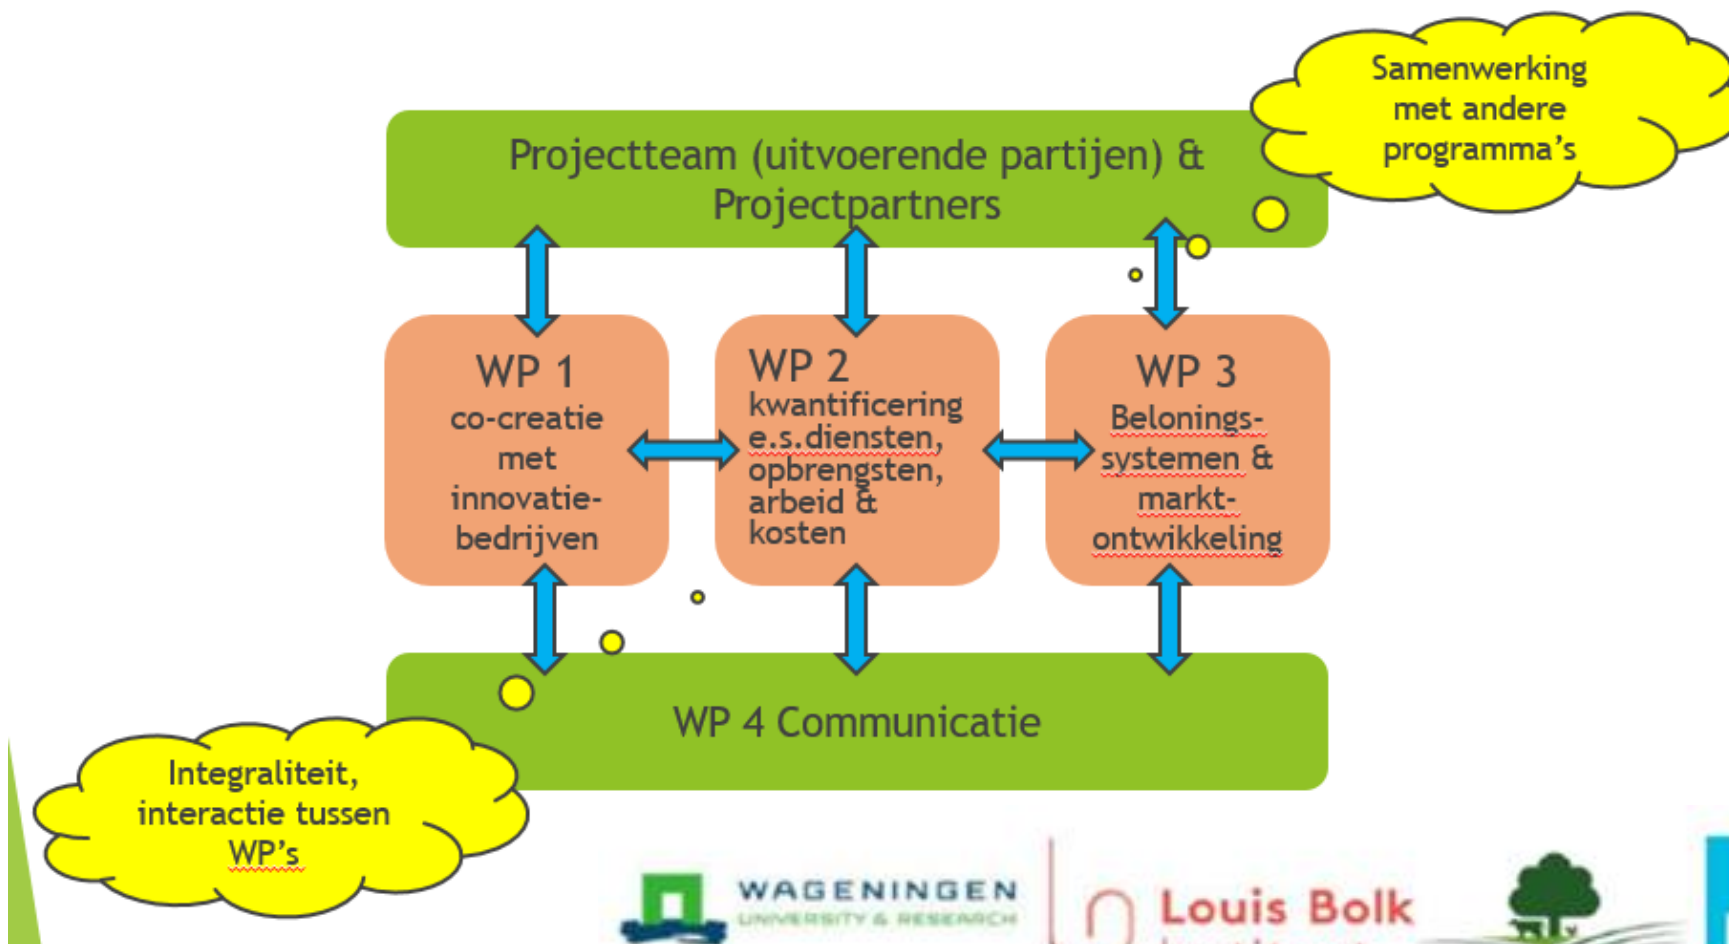 Samenwerking
met andere
programma's
Projectteam (uitvoerende partijen) &
Projectpartners
WP 1
co-creatie
met
innovatie-
bedrijven
WP 2
kwantificering
e.s.diensten,
opbrengsten,
arbeid &
kosten
WP 3
Belonings-
systemen &
markt-
ontwikkeling
WP 4 Communicatie
Integraliteit,
interactie tussen
WP's
WAGENINGEN
UNIVERSITY & RESEARCH
Louis Bolk